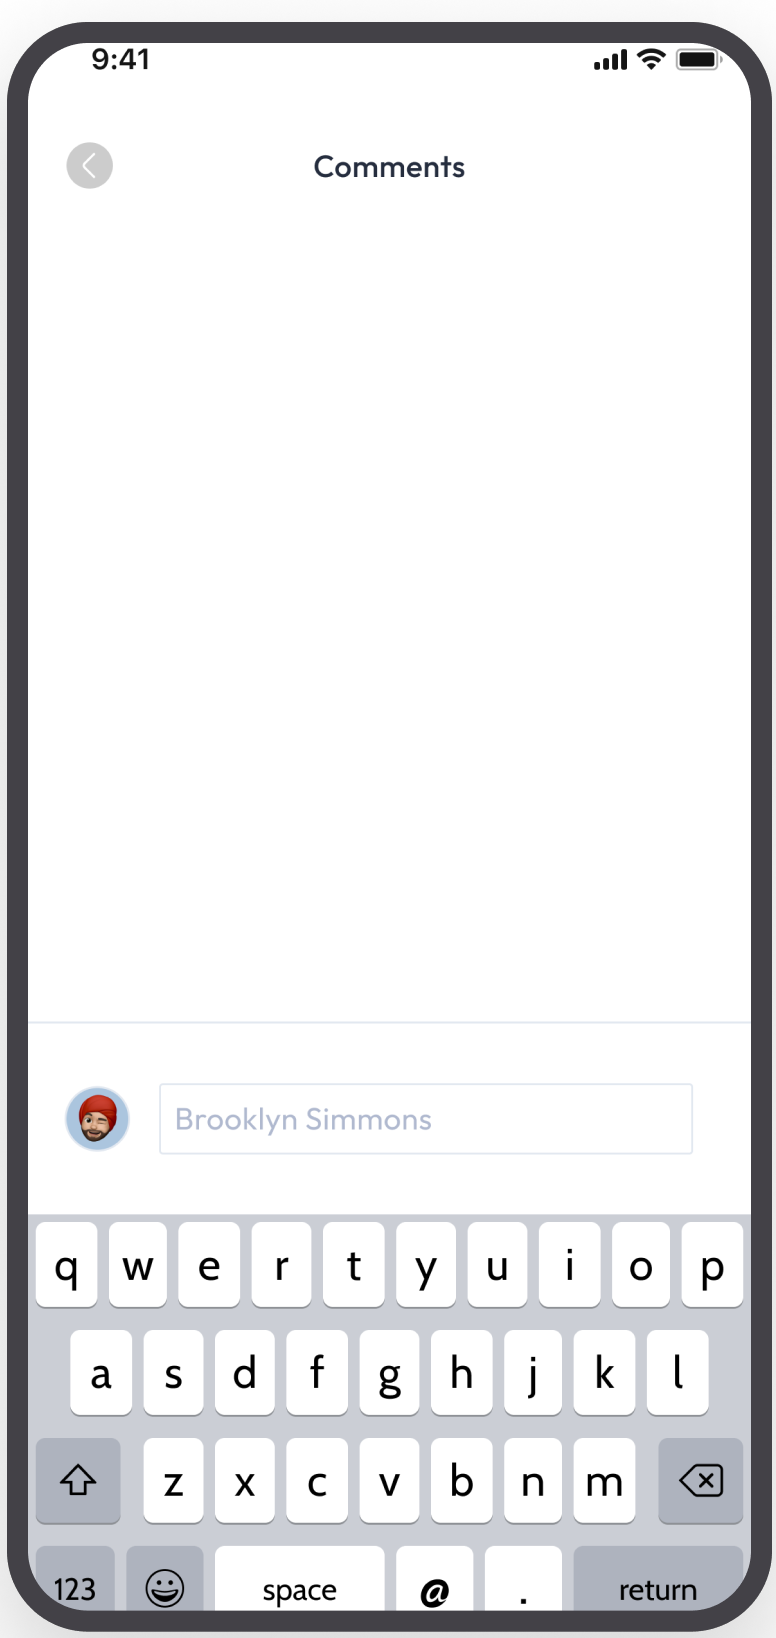 9:41
Comments
Brooklyn Simmons
q w e r t y u i o p
a s d f g h j k l
z x c v b n m
123 space @ . return